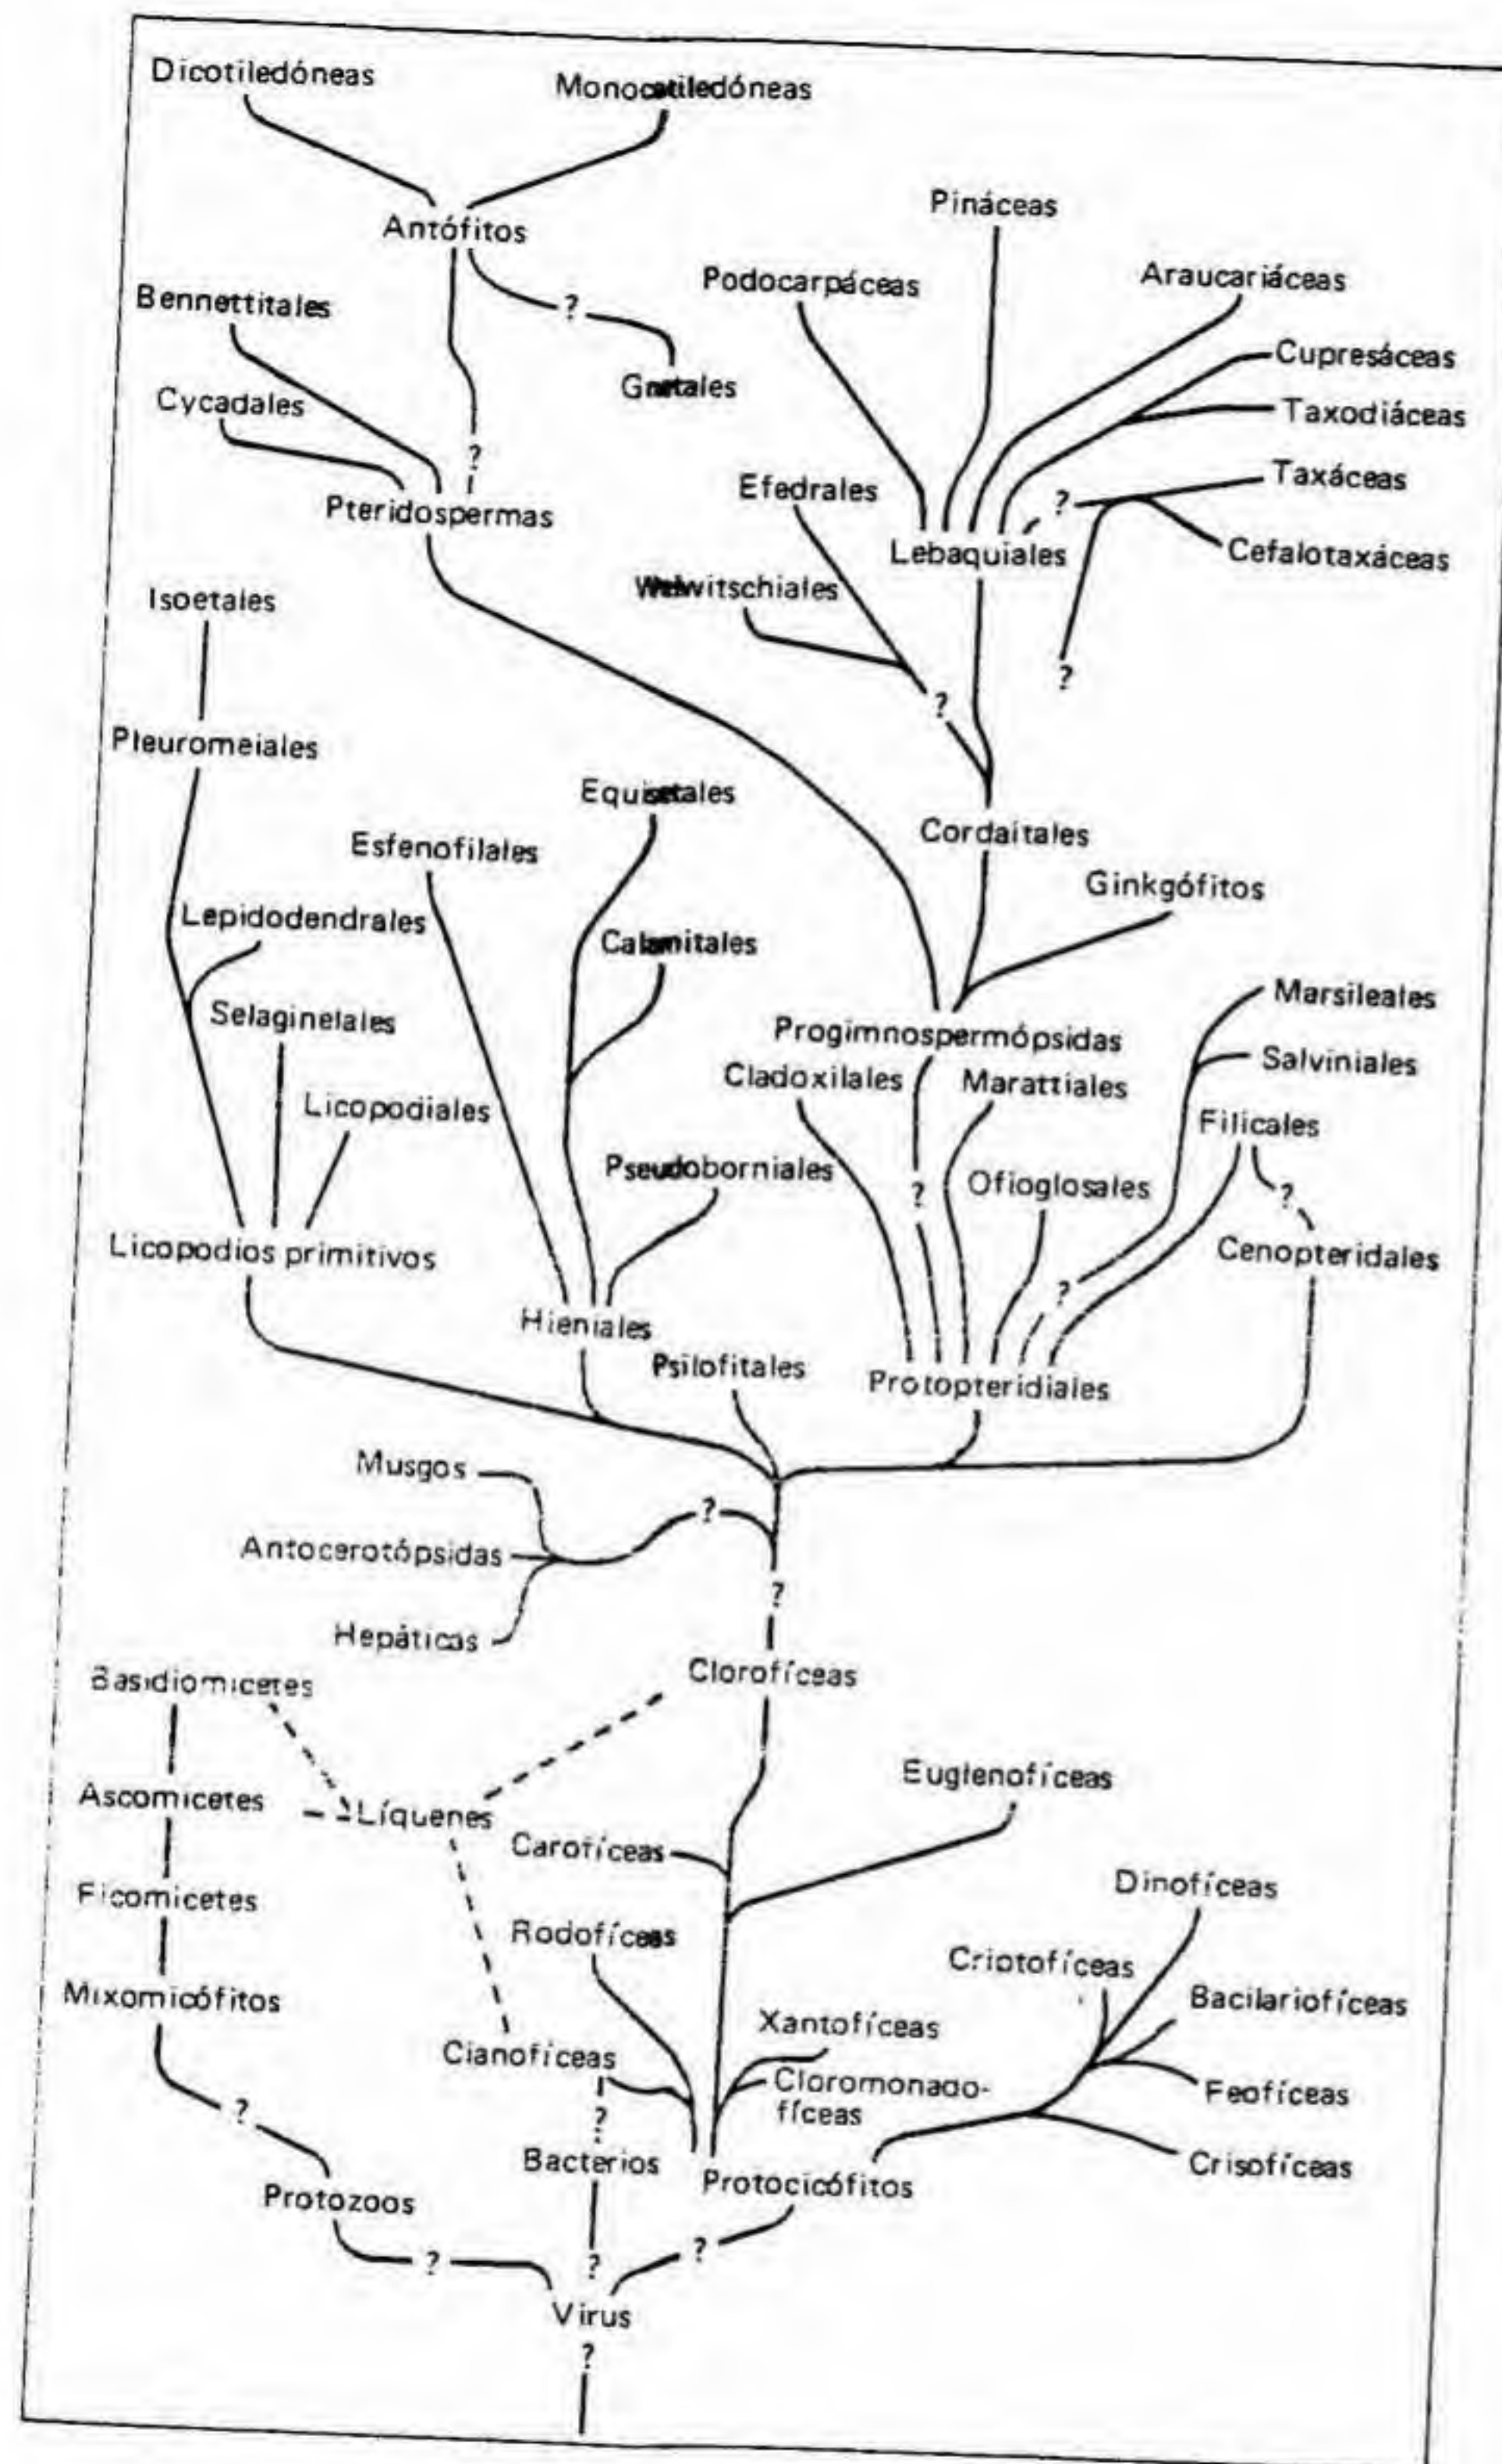 Dicotiledóneas
Monocotiledóneas
Antófitos
Pináceas
Podocarpáceas
Araucariáceas
Bennettitales
?
Cupresáceas
Gnetales
Cycadales
Taxodiáceas
?
Taxáceas
Efedrales
?
Pteridospermas
Lebaquiales
Cefalotaxáceas
Welwitschiales
Isoetales
?
?
Pleuromeiales
Equisetales
Cordaitales
Esfenofilales
Ginkgófitos
Lepidodendrales
Calamitales
Marsileales
Selaginelales
Progimnospermópsidas
Salviniales
Cladoxilales
Marattiales
Licopodiales
Filicales
Pseudoborniales
?
Ofioglosales
?
Licopodios primitivos
Cenopteridales
?
Hieniales
Psilofitales
Protopteridiales
Musgos
?
Antocerotópsidas
?
Hepáticas
Basidiomicetes
Clorofíceas
Euglenofíceas
Ascomicetes
Líquenes
Carofíceas
Dinofíceas
Ficomicetes
Rodofíceas
Criptofíceas
Mixomicófitos
Bacilariofíceas
Xantofíceas
Cianofíceas
Cloromonado-
fíceas
Feofíceas
?
?
Bacterios
Protocicófitos
Crisofíceas
Protozoos
?
?
?
Virus
?